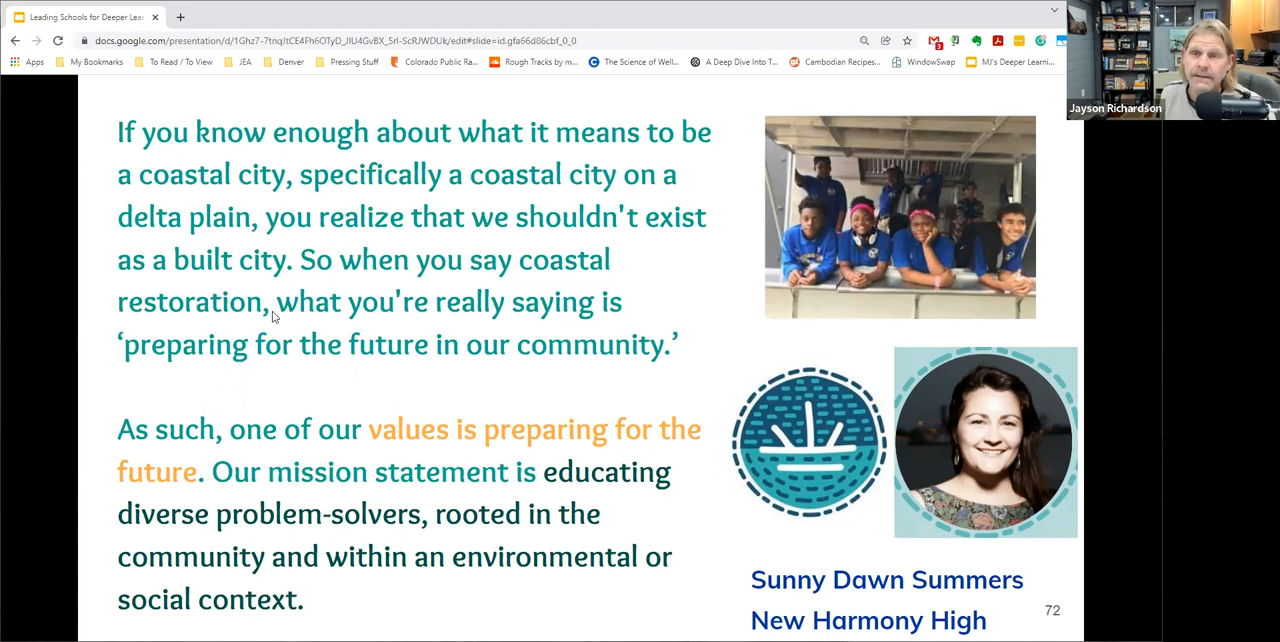 Leading Schools for Deeper Lear
docs.google.com/presentation/d/1Ghz7-7tnqJtCE4Fh6OTyD_JIU4GvBX_5rI-ScRJWDUk/edit#slide=id.gfa66d86cbf_0_0
3
Apps My Bookmarks To Read / To View JEA Denver Pressing Stuff Colorado Public Ra... Rough Tracks by m... The Science of Well... A Deep Dive Into T... Cambodian Recipes... WindowSwap MJ's Deeper Learni...
Jayson Richardson
If you know enough about what it means to be
a coastal city, specifically a coastal city on a
delta plain, you realize that we shouldn't exist
as a built city. So when you say coastal
restoration, what you're really saying is
‘preparing for the future in our community.’
As such, one of our values is preparing for the
future. Our mission statement is educating
diverse problem-solvers, rooted in the
community and within an environmental or
social context.
Sunny Dawn Summers
New Harmony High
72